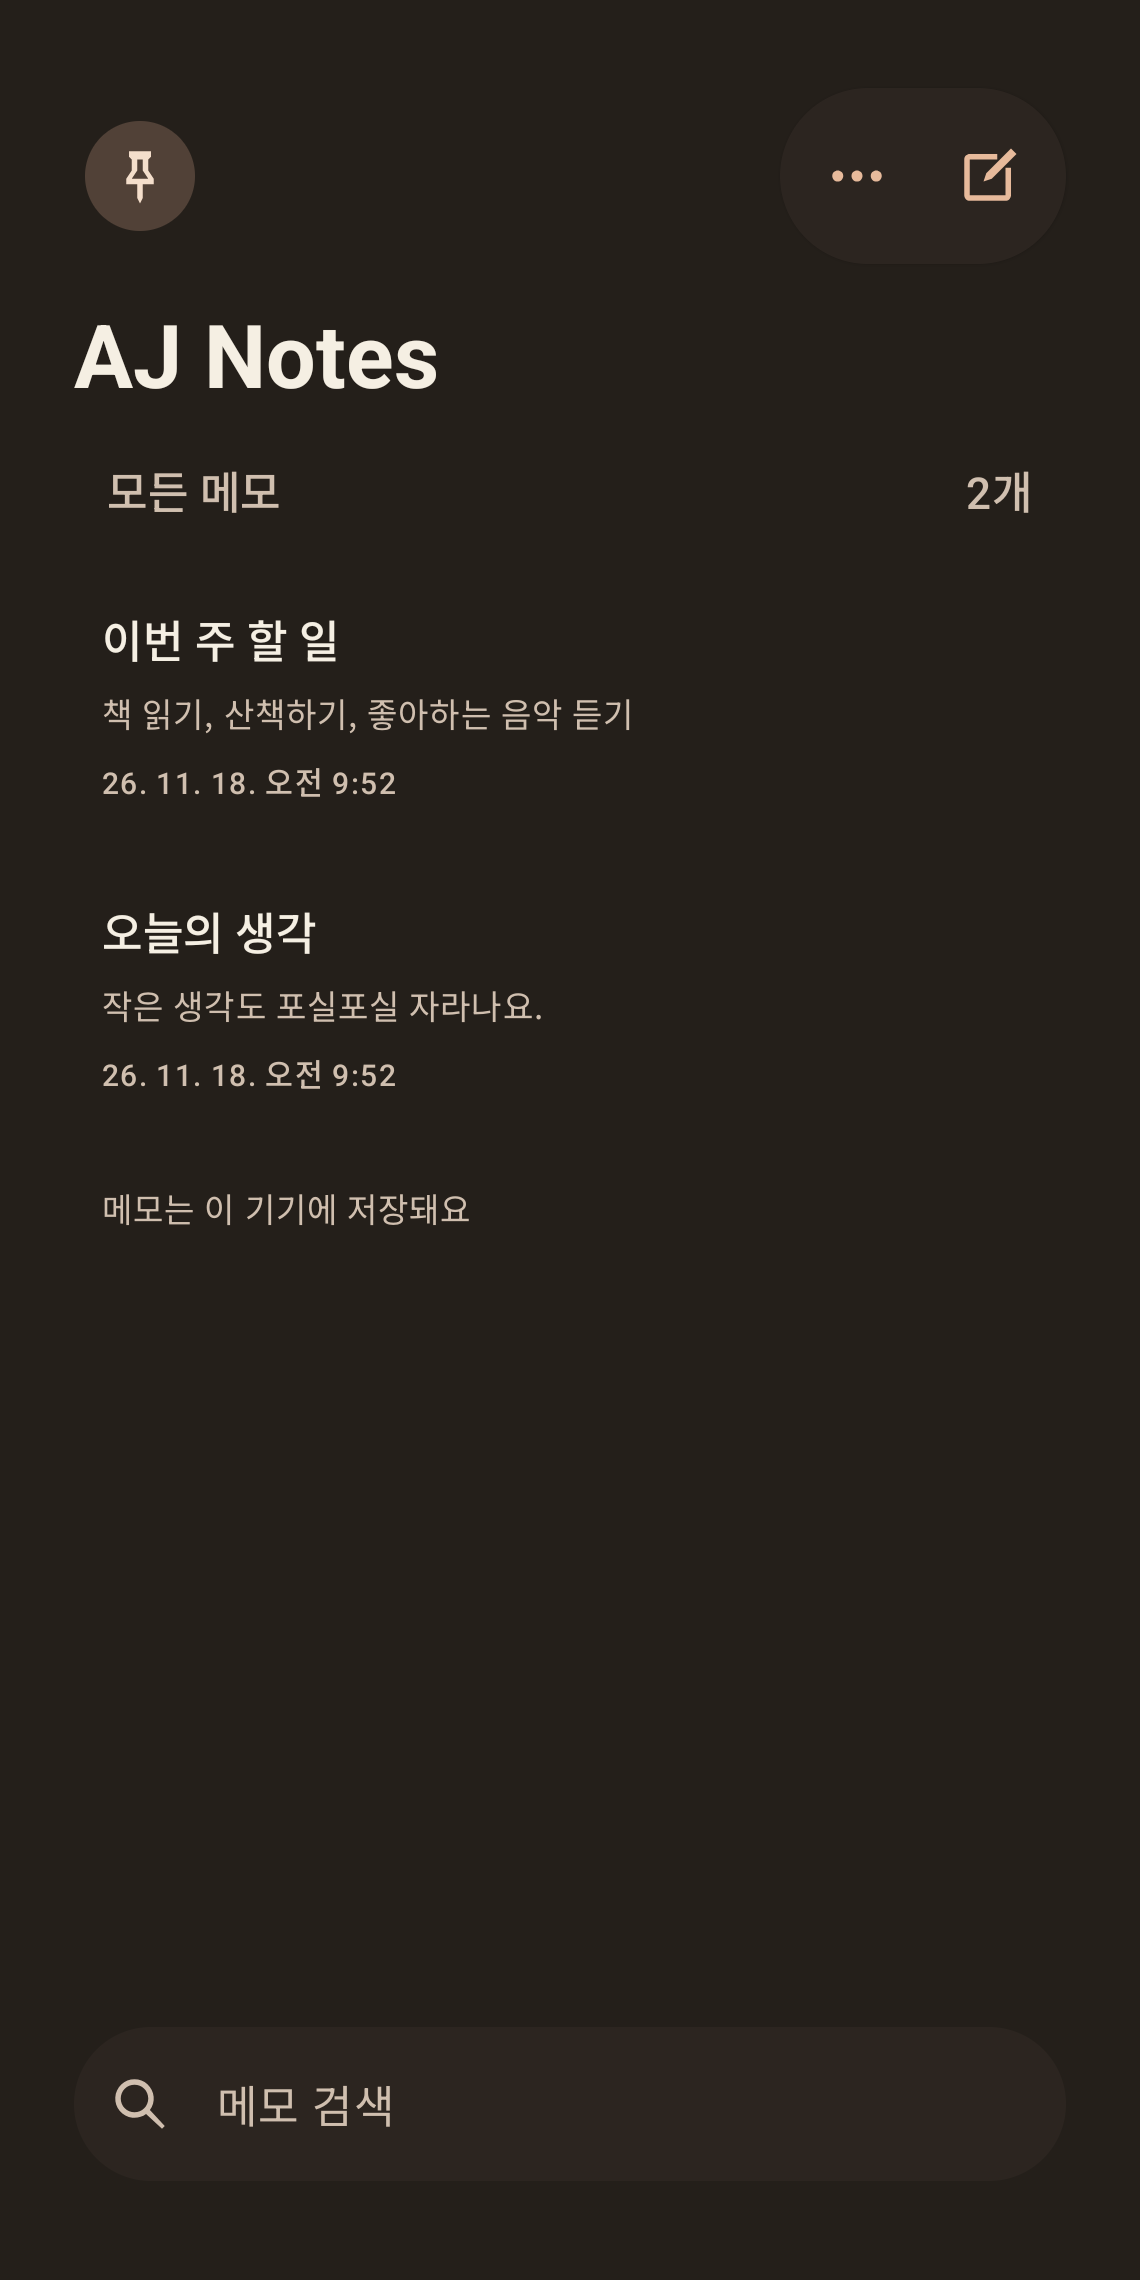 AJ Notes
모든 메모 2개
이번 주 할 일
책 읽기, 산책하기, 좋아하는 음악 듣기
26. 11. 18. 오전 9:52
오늘의 생각
작은 생각도 포실포실 자라나요.
26. 11. 18. 오전 9:52
메모는 이 기기에 저장돼요
메모 검색